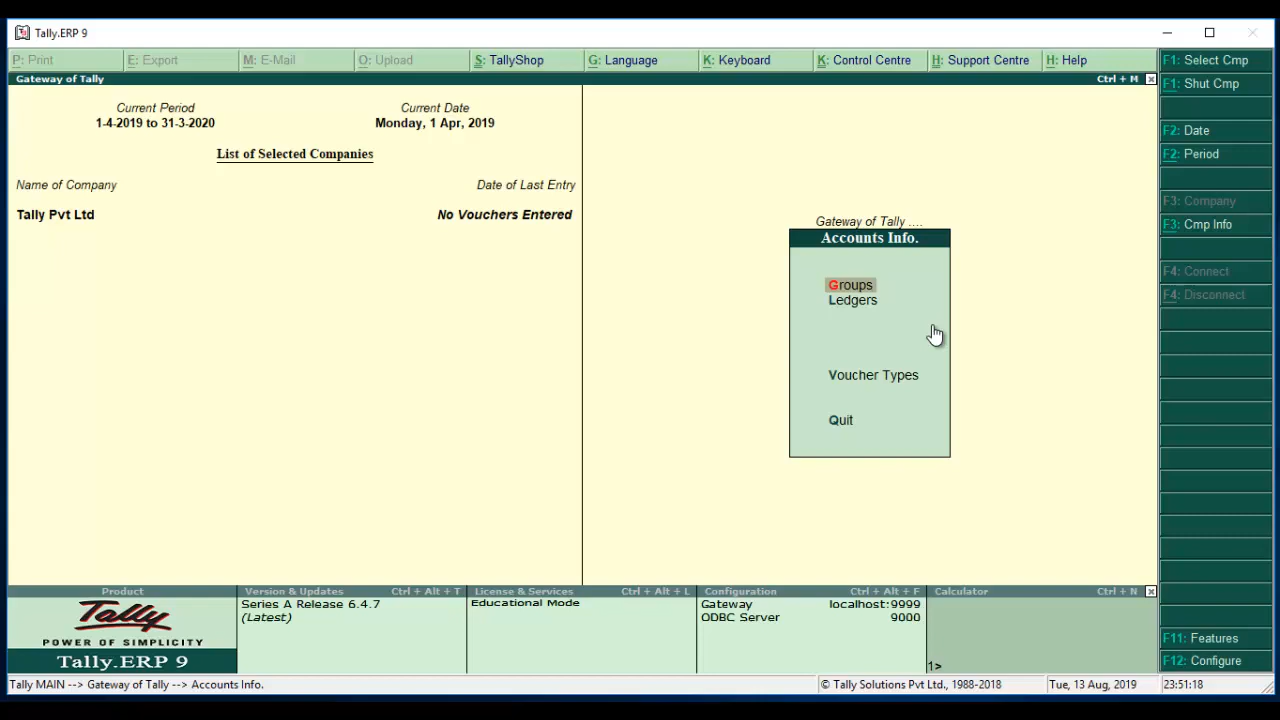 Tally.ERP 9
P: Print E: Export M: E-Mail O: Upload S: TallyShop G: Language K: Keyboard K: Control Centre H: Support Centre H: Help
Gateway of Tally Ctrl + M
Current Period Current Date
1-4-2019 to 31-3-2020 Monday, 1 Apr, 2019
List of Selected Companies
Name of Company Date of Last Entry
Tally Pvt Ltd No Vouchers Entered
Gateway of Tally ....
Accounts Info.
Groups
Ledgers
Voucher Types
Quit
F1: Select Cmp
F1: Shut Cmp
F2: Date
F2: Period
F3: Company
F3: Cmp Info
F4: Connect
F4: Disconnect
F11: Features
F12: Configure
Product
Tally
POWER OF SIMPLICITY
Tally.ERP 9
Version & Updates Ctrl + Alt + T
Series A Release 6.4.7
(Latest)
License & Services Ctrl + Alt + L
Educational Mode
Configuration Ctrl + Alt + F
Gateway localhost:9999
ODBC Server 9000
Calculator Ctrl + N
1>
Tally MAIN --> Gateway of Tally --> Accounts Info. © Tally Solutions Pvt Ltd., 1988-2018 Tue, 13 Aug, 2019 23:51:18